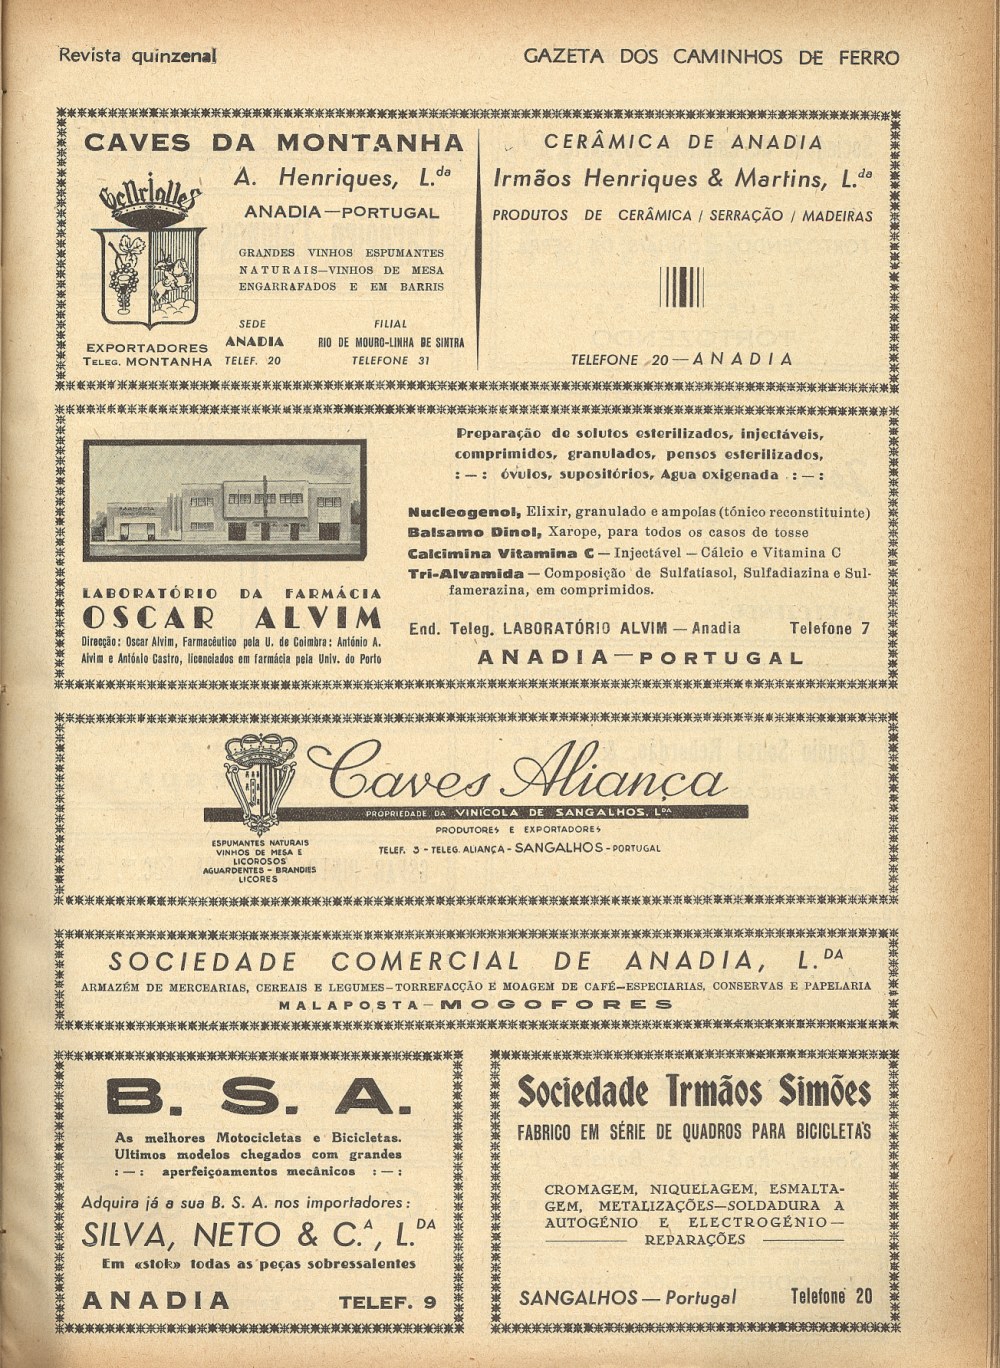 Revista quinzenal
GAZETA DOS CAMINHOS DE FERRO
CAVES DA MONTANHA
A. Henriques, L.da
ANADIA—PORTUGAL
GRANDES VINHOS ESPUMANTES
NATURAIS—VINHOS DE MESA
ENGARRAFADOS E EM BARRIS
EXPORTADORES
TELEG. MONTANHA
SEDE
ANADIA
TELEF. 20
FILIAL
RIO DE MOURO-LINHA DE SINTRA
TELEFONE 31
CERÂMICA DE ANADIA
Irmãos Henriques & Martins, L.da
PRODUTOS DE CERÂMICA / SERRAÇÃO / MADEIRAS
TELEFONE 20—ANADIA
LABORATÓRIO DA FARMÁCIA
OSCAR ALVIM
Direcção: Oscar Alvim, Farmacêutico pela U. de Coimbra: António A.
Alvim e António Castro, licenciados em farmácia pela Univ. do Porto
Preparação de solutos esterilizados, injectáveis,
comprimidos, granulados, pensos esterilizados,
:—: óvulos, supositórios, Agua oxigenada :—:
Nucleogenol, Elixir, granulado e ampolas (tónico reconstituinte)
Balsamo Dinol, Xarope, para todos os casos de tosse
Calcimina Vitamina C — Injectável — Cálcio e Vitamina C
Tri-Alvamida — Composição de Sulfatiasol, Sulfadiazina e Sul-
famerazina, em comprimidos.
End. Teleg. LABORATÓRIO ALVIM — Anadia Telefone 7
ANADIA—PORTUGAL
Caves Aliança
PROPRIEDADE DA VINÍCOLA DE SANGALHOS, L.DA
PRODUTORES E EXPORTADORES
TELEF. 3 - TELEG. ALIANÇA - SANGALHOS - PORTUGAL
ESPUMANTES NATURAIS
VINHOS DE MESA E
LICOROSOS
AGUARDENTES - BRANDIES
LICORES
SOCIEDADE COMERCIAL DE ANADIA, L.DA
ARMAZÉM DE MERCEARIAS, CEREAIS E LEGUMES—TORREFACÇÃO E MOAGEM DE CAFÉ—ESPECIARIAS, CONSERVAS E PAPELARIA
MALAPOSTA—MOGOFORES
B. S. A.
As melhores Motocicletas e Bicicletas.
Ultimos modelos chegados com grandes
:—: aperfeiçoamentos mecânicos :—:
Adquira já a sua B. S. A. nos importadores:
SILVA, NETO & C.A, L.DA
Em «stok» todas as peças sobressalentes
ANADIA TELEF. 9
Sociedade Irmãos Simões
FABRICO EM SÉRIE DE QUADROS PARA BICICLETAS
CROMAGEM, NIQUELAGEM, ESMALTA-
GEM, METALIZAÇÕES—SOLDADURA A
AUTOGÉNIO E ELECTROGÉNIO—
REPARAÇÕES
SANGALHOS — Portugal Telefone 20